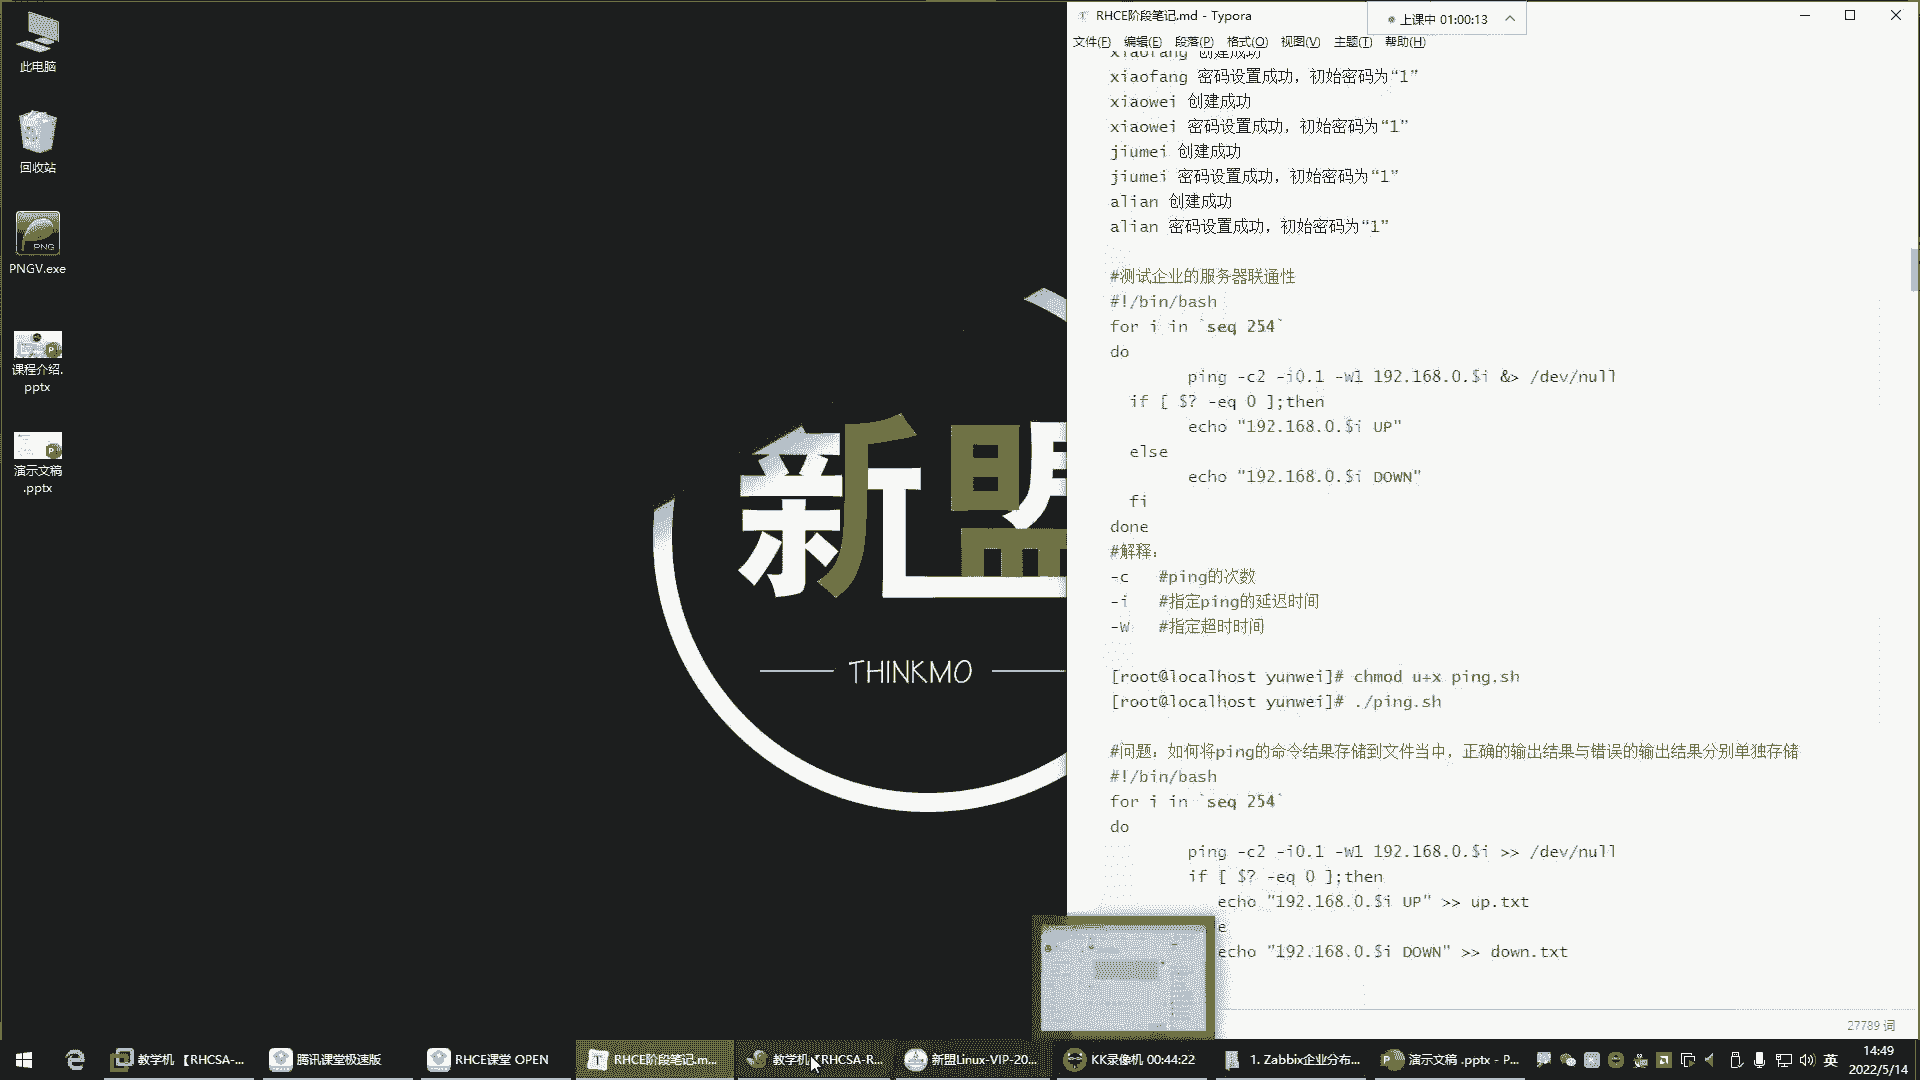 此电脑
回收站
PNG
PNGV.exe
课程介绍.
pptx
演示文稿
.pptx
新盟
THINKMO
RHCE阶段笔记.md - Typora
上课中 01:00:13
文件(F) 编辑(E) 段落(P) 格式(O) 视图(V) 主题(T) 帮助(H)
xiaofang 创建成功
xiaofang 密码设置成功，初始密码为“1”
xiaowei 创建成功
xiaowei 密码设置成功，初始密码为“1”
jiumei 创建成功
jiumei 密码设置成功，初始密码为“1”
alian 创建成功
alian 密码设置成功，初始密码为“1”
#测试企业的服务器联通性
#!/bin/bash
for i in `seq 254`
do
ping -c2 -i0.1 -w1 192.168.0.$i &> /dev/null
if [ $? -eq 0 ];then
echo "192.168.0.$i UP"
else
echo "192.168.0.$i DOWN"
fi
done
#解释：
-c #ping的次数
-i #指定ping的延迟时间
-W #指定超时时间
[root@localhost yunwei]# chmod u+x ping.sh
[root@localhost yunwei]# ./ping.sh
#问题：如何将ping的命令结果存储到文件当中，正确的输出结果与错误的输出结果分别单独存储
#!/bin/bash
for i in `seq 254`
do
ping -c2 -i0.1 -w1 192.168.0.$i >> /dev/null
if [ $? -eq 0 ];then
echo "192.168.0.$i UP" >> up.txt
e
echo "192.168.0.$i DOWN" >> down.txt
27789 词
教学机 【RHCSA-... 腾讯课堂极速版 RHCE课堂 OPEN RHCE阶段笔记.m... 教学机【RHCSA-R... 新盟Linux-VIP-20... KK录像机 00:44:22 1. Zabbix企业分布... 演示文稿 .pptx - P... 英 14:49
2022/5/14